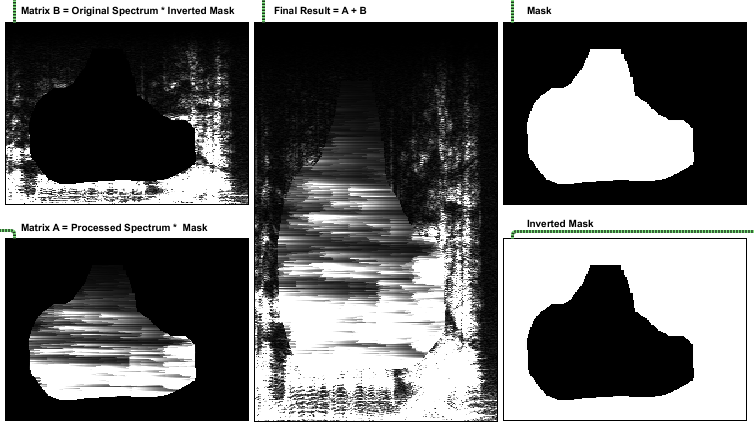 Matrix B = Original Spectrum * Inverted Mask
Final Result = A + B
Mask
Matrix A = Processed Spectrum * Mask
Inverted Mask